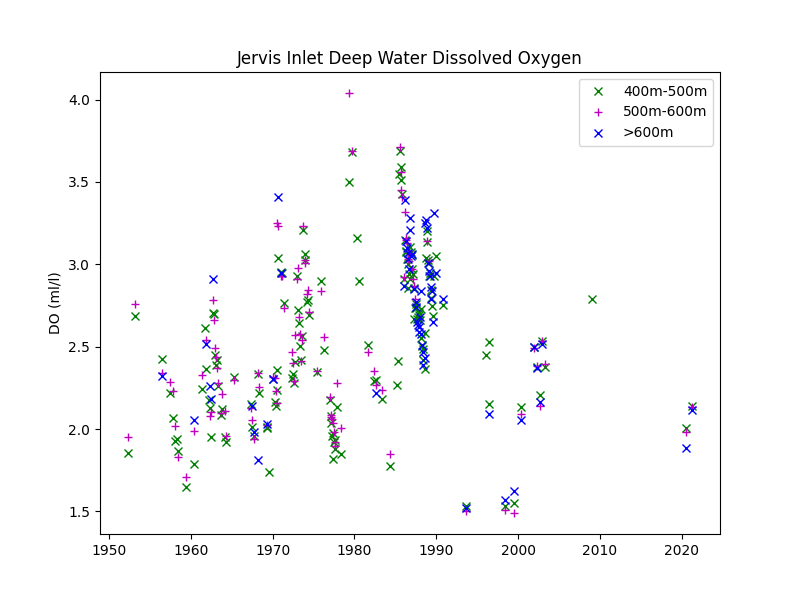 Jervis Inlet Deep Water Dissolved Oxygen
400m-500m
500m-600m
>600m
DO (ml/l)
4.0
3.5
3.0
2.5
2.0
1.5
1950 1960 1970 1980 1990 2000 2010 2020